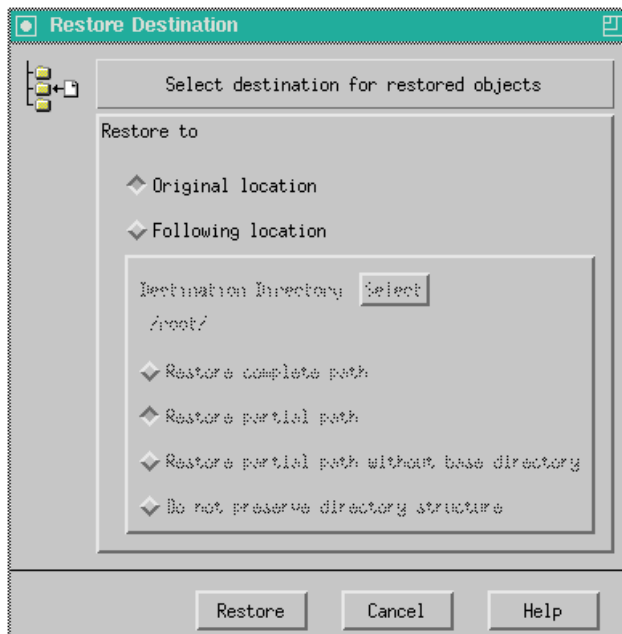 Restore Destination
Select destination for restored objects
Restore to
Original location
Following location
Destination Directory Select
/root/
Restore complete path
Restore partial path
Restore partial path without base directory
Do not preserve directory structure
Restore Cancel Help